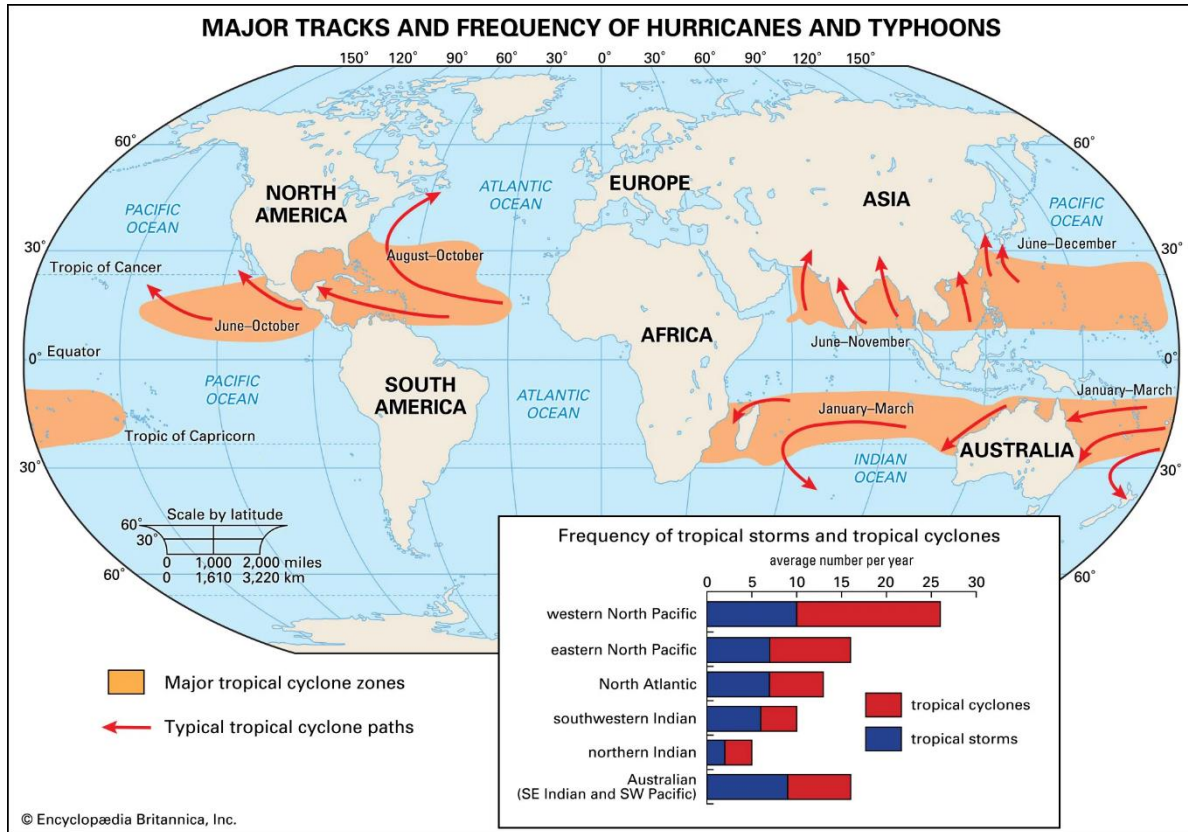 MAJOR TRACKS AND FREQUENCY OF HURRICANES AND TYPHOONS
150° 120° 90° 60° 30° 0° 30° 60° 90° 120° 150°
60°
60°
NORTH
AMERICA
ATLANTIC
OCEAN
EUROPE
ASIA
PACIFIC
OCEAN
PACIFIC
OCEAN
30°
August–October
June–December
30°
Tropic of Cancer
June–October
AFRICA
June–November
0° Equator
0°
PACIFIC
OCEAN
SOUTH
AMERICA
ATLANTIC
OCEAN
January–March
January–March
Tropic of Capricorn
INDIAN
OCEAN
AUSTRALIA
30°
30°
Scale by latitude
60°
30°
0 1,000 2,000 miles
0 1,610 3,220 km
60°
60°
Major tropical cyclone zones
Typical tropical cyclone paths
Frequency of tropical storms and tropical cyclones
average number per year
0 5 10 15 20 25 30
western North Pacific
eastern North Pacific
North Atlantic
southwestern Indian
northern Indian
Australian
(SE Indian and SW Pacific)
tropical cyclones
tropical storms
© Encyclopædia Britannica, Inc.